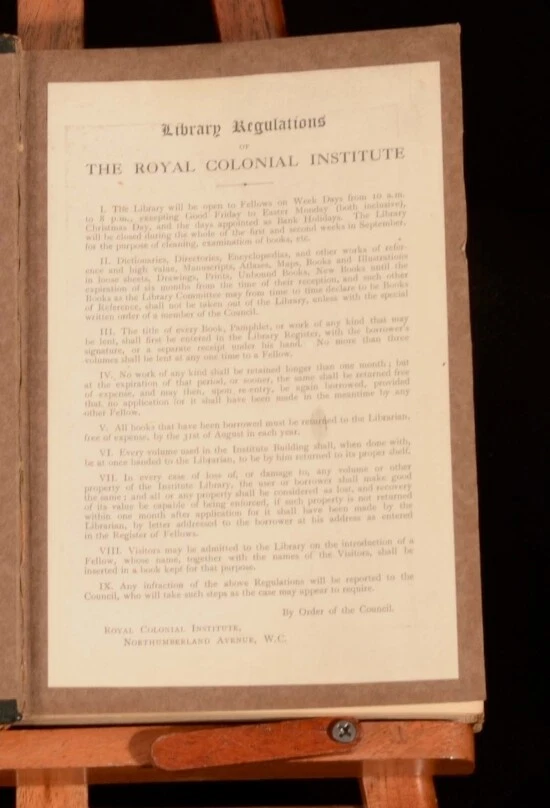 Library Regulations
OF
THE ROYAL COLONIAL INSTITUTE
I. The Library will be open to Fellows on Week Days from 10 a.m.
to 8 p.m., excepting Good Friday to Easter Monday (both inclusive),
Christmas Day, and the days appointed as Bank Holidays. The Library
will be closed during the whole of the first and second weeks in September,
for the purpose of cleaning, examination of books, etc.
II. Dictionaries, Directories, Encyclopædias, and other works of refer-
ence and high value, Manuscripts, Atlases, Maps, Books and Illustrations
in loose sheets, Drawings, Prints, Unbound Books, New Books until the
expiration of six months from the time of their reception, and such other
Books as the Library Committee may from time to time declare to be Books
of Reference, shall not be taken out of the Library, unless with the special
written order of a member of the Council.
III. The title of every Book, Pamphlet, or work of any kind that may
be lent, shall first be entered in the Library Register, with the borrower's
signature, or a separate receipt under his hand. No more than three
volumes shall be lent at any one time to a Fellow.
IV. No work of any kind shall be retained longer than one month; but
at the expiration of that period, or sooner, the same shall be returned free
of expense, and may then, upon re-entry, be again borrowed, provided
that no application for it shall have been made in the meantime by any
other Fellow.
V. All books that have been borrowed must be returned to the Librarian,
free of expense, by the 31st of August in each year.
VI. Every volume used in the Institute Building shall, when done with,
be at once handed to the Librarian, to be by him returned to its proper shelf.
VII. In every case of loss of, or damage to, any volume or other
property of the Institute Library, the user or borrower shall make good
the same; and all or any property shall be considered as lost, and recovery
of its value be capable of being enforced, if such property is not returned
within one month after application for it shall have been made by the
Librarian, by letter addressed to the borrower at his address as entered
in the Register of Fellows.
VIII. Visitors may be admitted to the Library on the introduction of a
Fellow, whose name, together with the names of the Visitors, shall be
inserted in a book kept for that purpose.
IX. Any infraction of the above Regulations will be reported to the
Council, who will take such steps as the case may appear to require.
By Order of the Council.
ROYAL COLONIAL INSTITUTE,
NORTHUMBERLAND AVENUE, W.C.